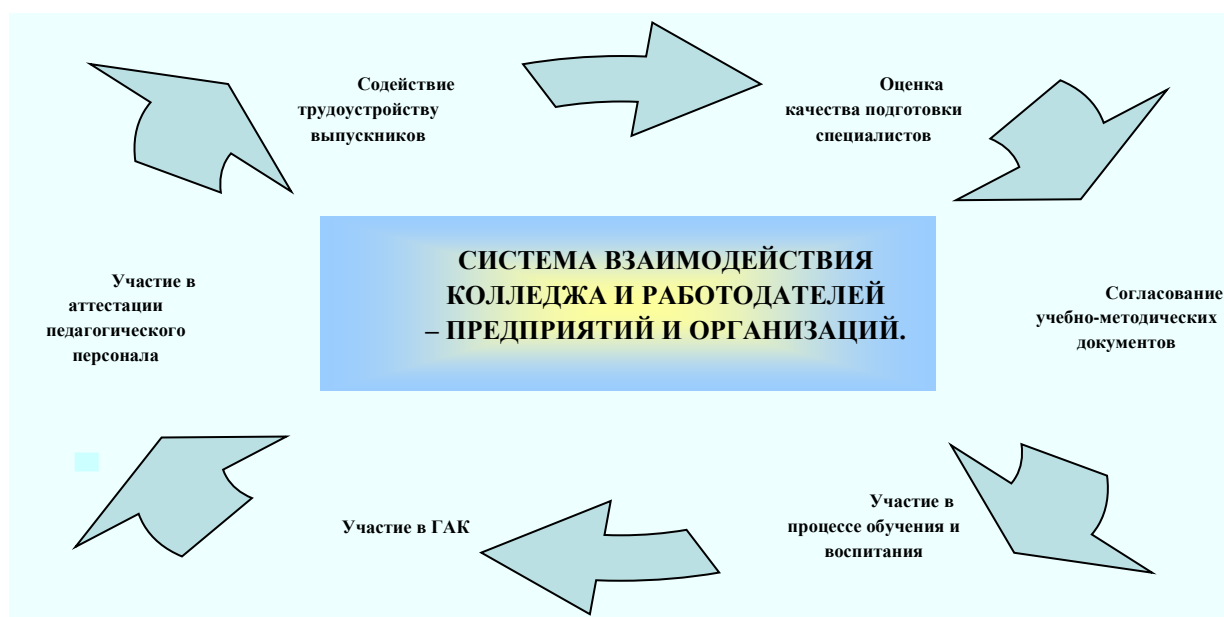 Содействие
трудоустройству
выпускников
Оценка
качества подготовки
специалистов
СИСТЕМА ВЗАИМОДЕЙСТВИЯ
КОЛЛЕДЖА И РАБОТОДАТЕЛЕЙ
– ПРЕДПРИЯТИЙ И ОРГАНИЗАЦИЙ.
Участие в
аттестации
педагогического
персонала
Согласование
учебно-методических
документов
Участие в ГАК
Участие в
процессе обучения и
воспитания